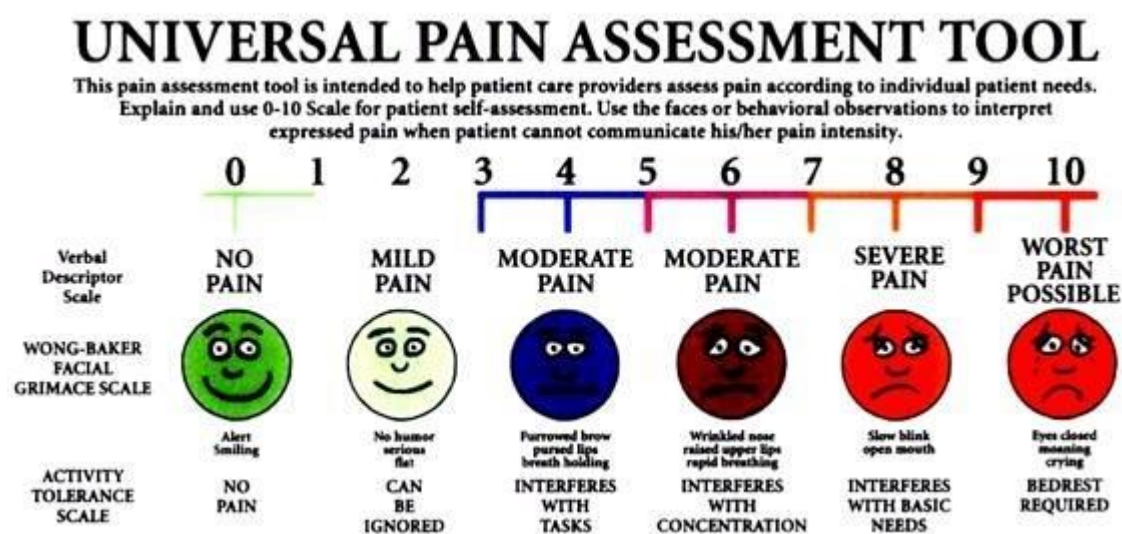 UNIVERSAL PAIN ASSESSMENT TOOL
This pain assessment tool is intended to help patient care providers assess pain according to individual patient needs.
Explain and use 0-10 Scale for patient self-assessment. Use the faces or behavioral observations to interpret
expressed pain when patient cannot communicate his/her pain intensity.
0 1 2 3 4 5 6 7 8 9 10
Verbal
Descriptor
Scale
NO
PAIN
MILD
PAIN
MODERATE
PAIN
MODERATE
PAIN
SEVERE
PAIN
WORST
PAIN
POSSIBLE
WONG-BAKER
FACIAL
GRIMACE SCALE
Alert
Smiling
No humor
serious
flat
Furrowed brow
pursed lips
breath holding
Wrinkled nose
raised upper lips
rapid breathing
Slow blink
open mouth
Eyes closed
moaning
crying
ACTIVITY
TOLERANCE
SCALE
NO
PAIN
CAN
BE
IGNORED
INTERFERES
WITH
TASKS
INTERFERES
WITH
CONCENTRATION
INTERFERES
WITH BASIC
NEEDS
BEDREST
REQUIRED